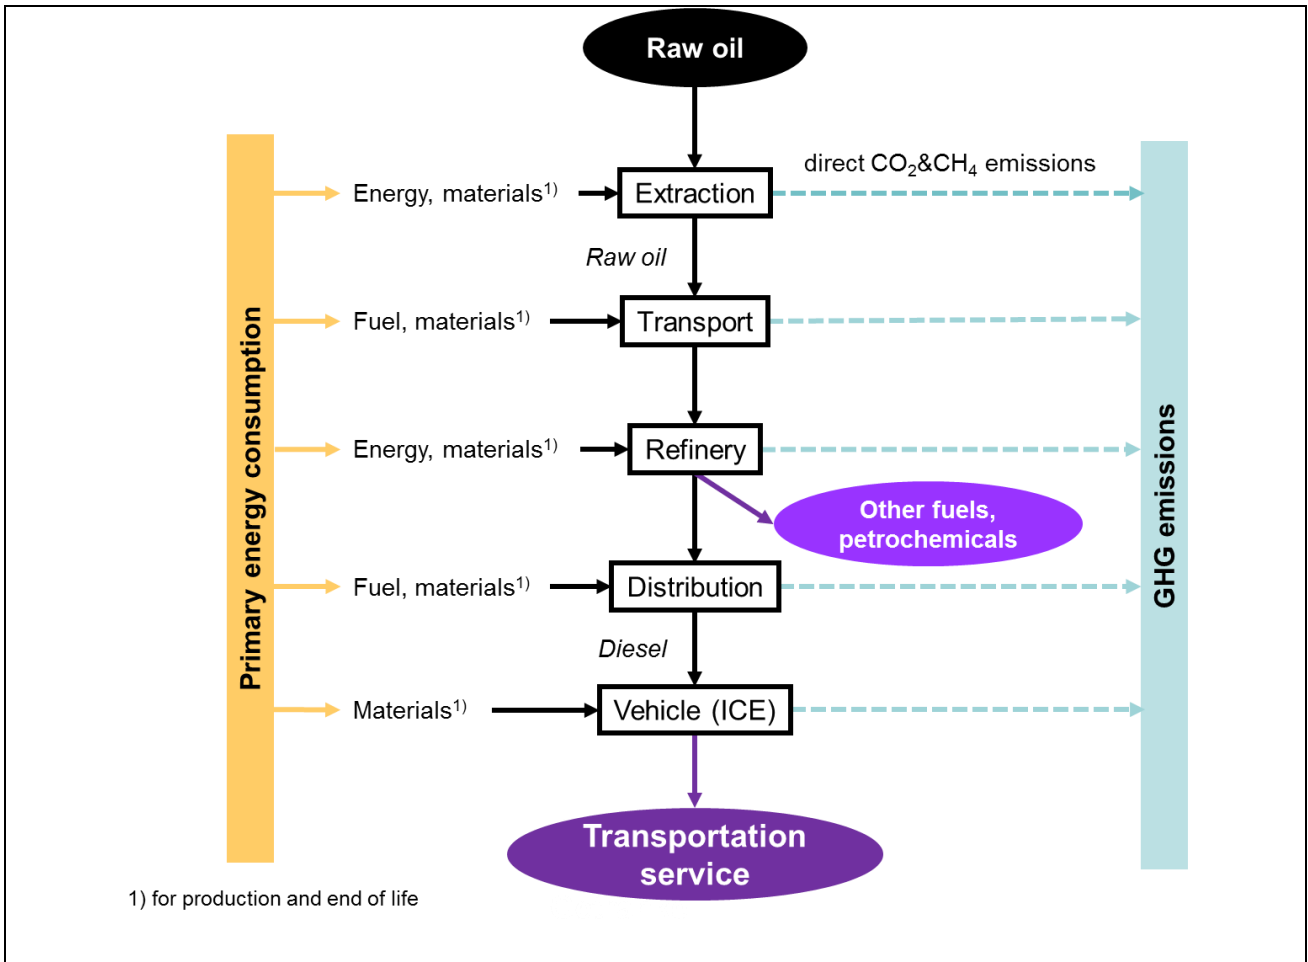 Raw oil
direct CO₂&CH₄ emissions
Energy, materials¹⁾
Extraction
Raw oil
Fuel, materials¹⁾
Transport
Primary energy consumption
Energy, materials¹⁾
Refinery
GHG emissions
Other fuels,
petrochemicals
Fuel, materials¹⁾
Distribution
Diesel
Materials¹⁾
Vehicle (ICE)
Transportation
service
1) for production and end of life